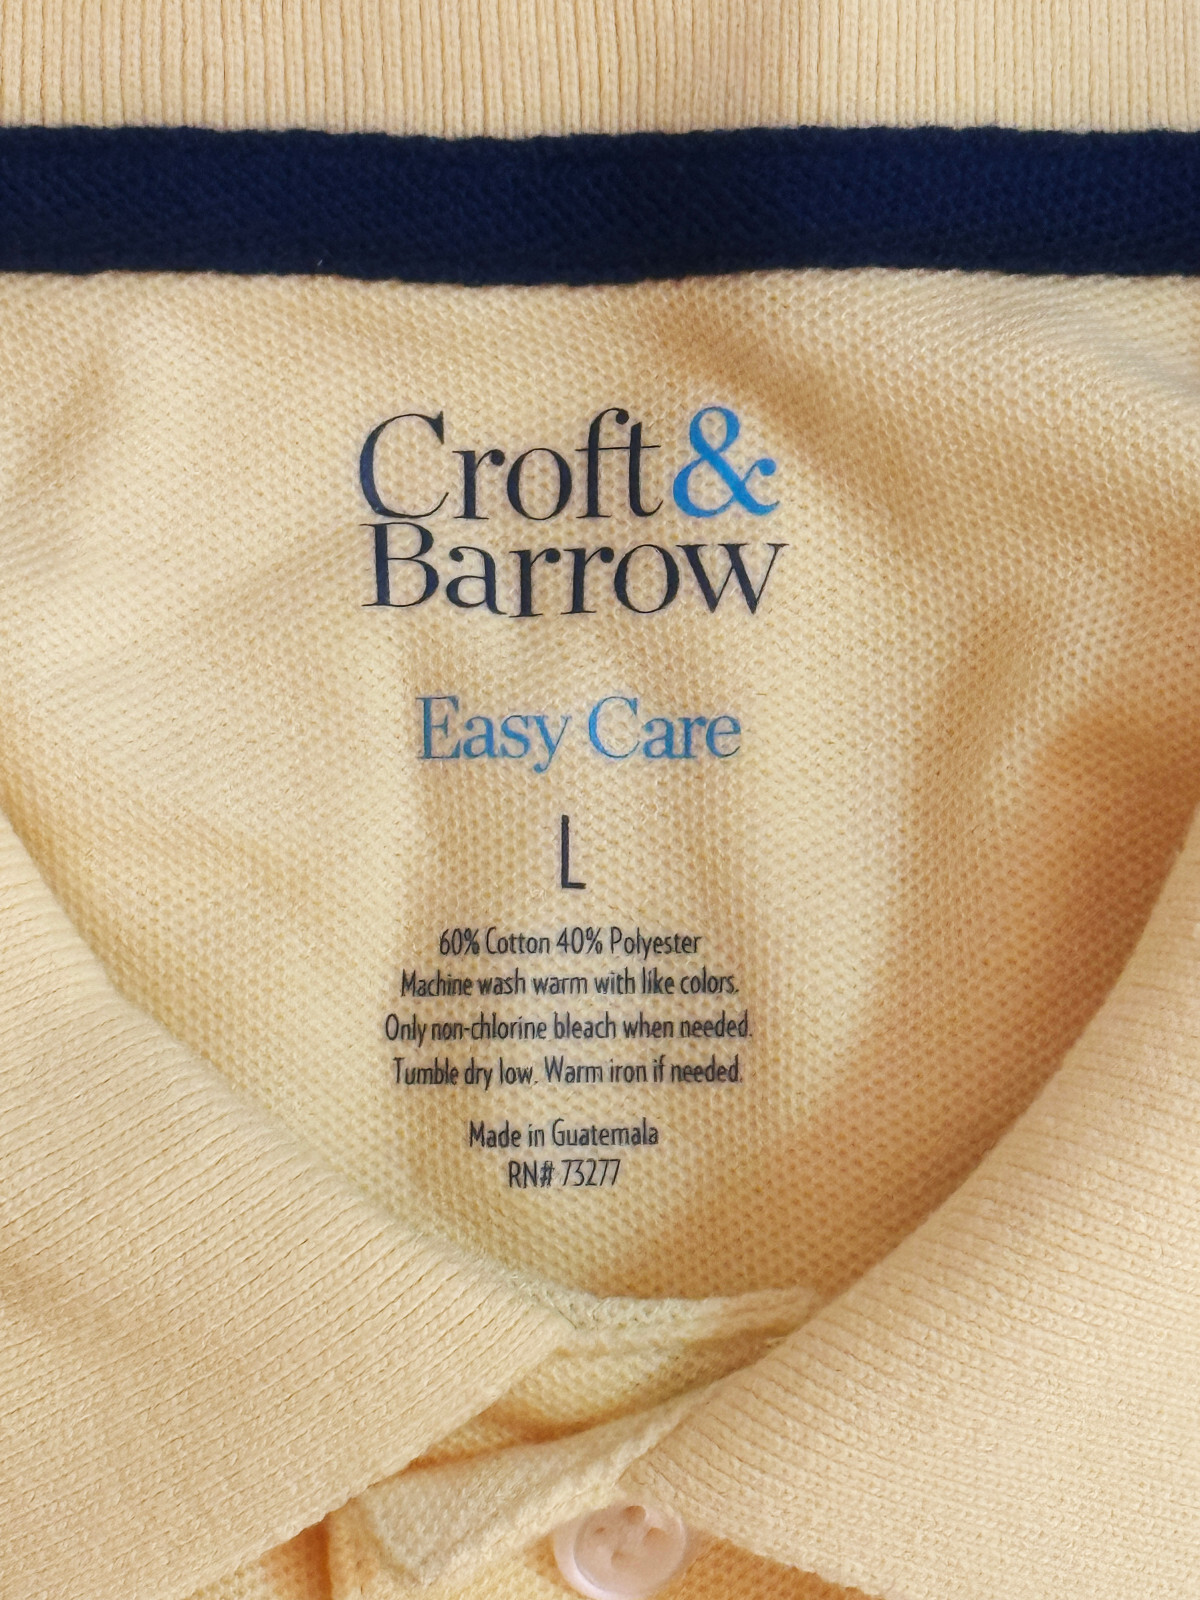 Croft &
Barrow
Easy Care
L
60% Cotton 40% Polyester
Machine wash warm with like colors.
Only non-chlorine bleach when needed.
Tumble dry low. Warm iron if needed.
Made in Guatemala
RN# 73277